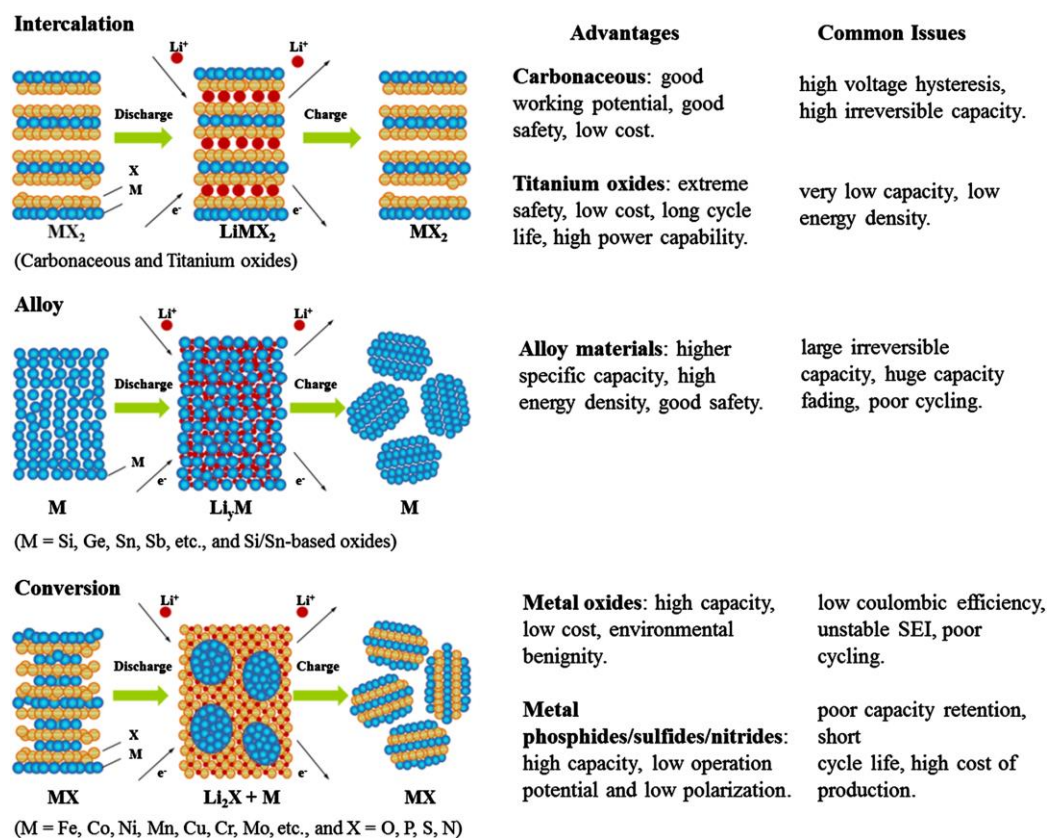 Intercalation
Advantages
Common Issues
Li⁺
Li⁺
Discharge
Charge
X
M
e⁻
e⁻
MX₂
LiMX₂
MX₂
(Carbonaceous and Titanium oxides)
Carbonaceous: good
working potential, good
safety, low cost.
high voltage hysteresis,
high irreversible capacity.
Titanium oxides: extreme
safety, low cost, long cycle
life, high power capability.
very low capacity, low
energy density.
Alloy
Li⁺
Li⁺
Discharge
Charge
M
e⁻
e⁻
M
LiᵧM
M
(M = Si, Ge, Sn, Sb, etc., and Si/Sn-based oxides)
Alloy materials: higher
specific capacity, high
energy density, good safety.
large irreversible
capacity, huge capacity
fading, poor cycling.
Conversion
Li⁺
Li⁺
Discharge
Charge
X
M
e⁻
e⁻
MX
Li₂X + M
MX
(M = Fe, Co, Ni, Mn, Cu, Cr, Mo, etc., and X = O, P, S, N)
Metal oxides: high capacity,
low cost, environmental
benignity.
low coulombic efficiency,
unstable SEI, poor
cycling.
Metal
phosphides/sulfides/nitrides:
high capacity, low operation
potential and low polarization.
poor capacity retention,
short
cycle life, high cost of
production.